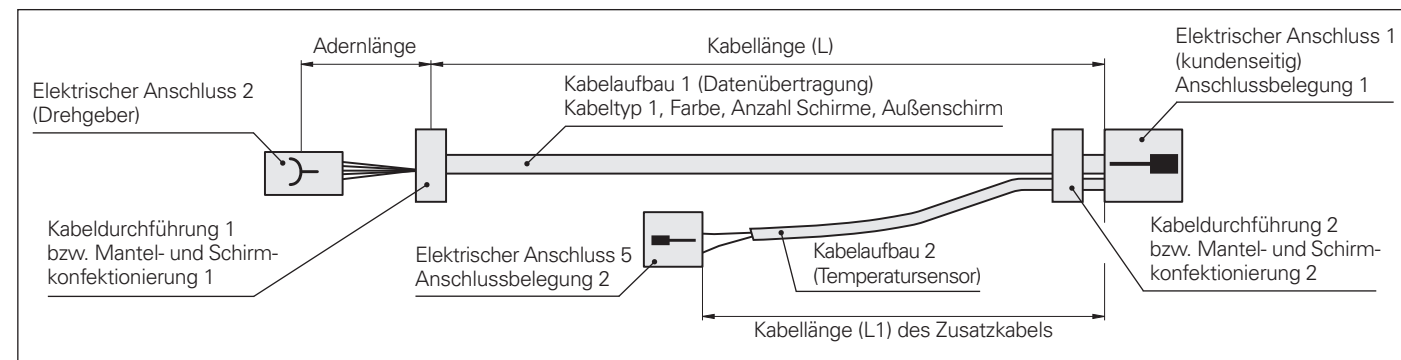 Adernlänge
Kabellänge (L)
Elektrischer Anschluss 1
(kundenseitig)
Anschlussbelegung 1
Elektrischer Anschluss 2
(Drehgeber)
Kabelaufbau 1 (Datenübertragung)
Kabeltyp 1, Farbe, Anzahl Schirme, Außenschirm
Kabeldurchführung 1
bzw. Mantel- und Schirm-
konfektionierung 1
Elektrischer Anschluss 5
Anschlussbelegung 2
Kabelaufbau 2
(Temperatursensor)
Kabeldurchführung 2
bzw. Mantel- und Schirm-
konfektionierung 2
Kabellänge (L1) des Zusatzkabels